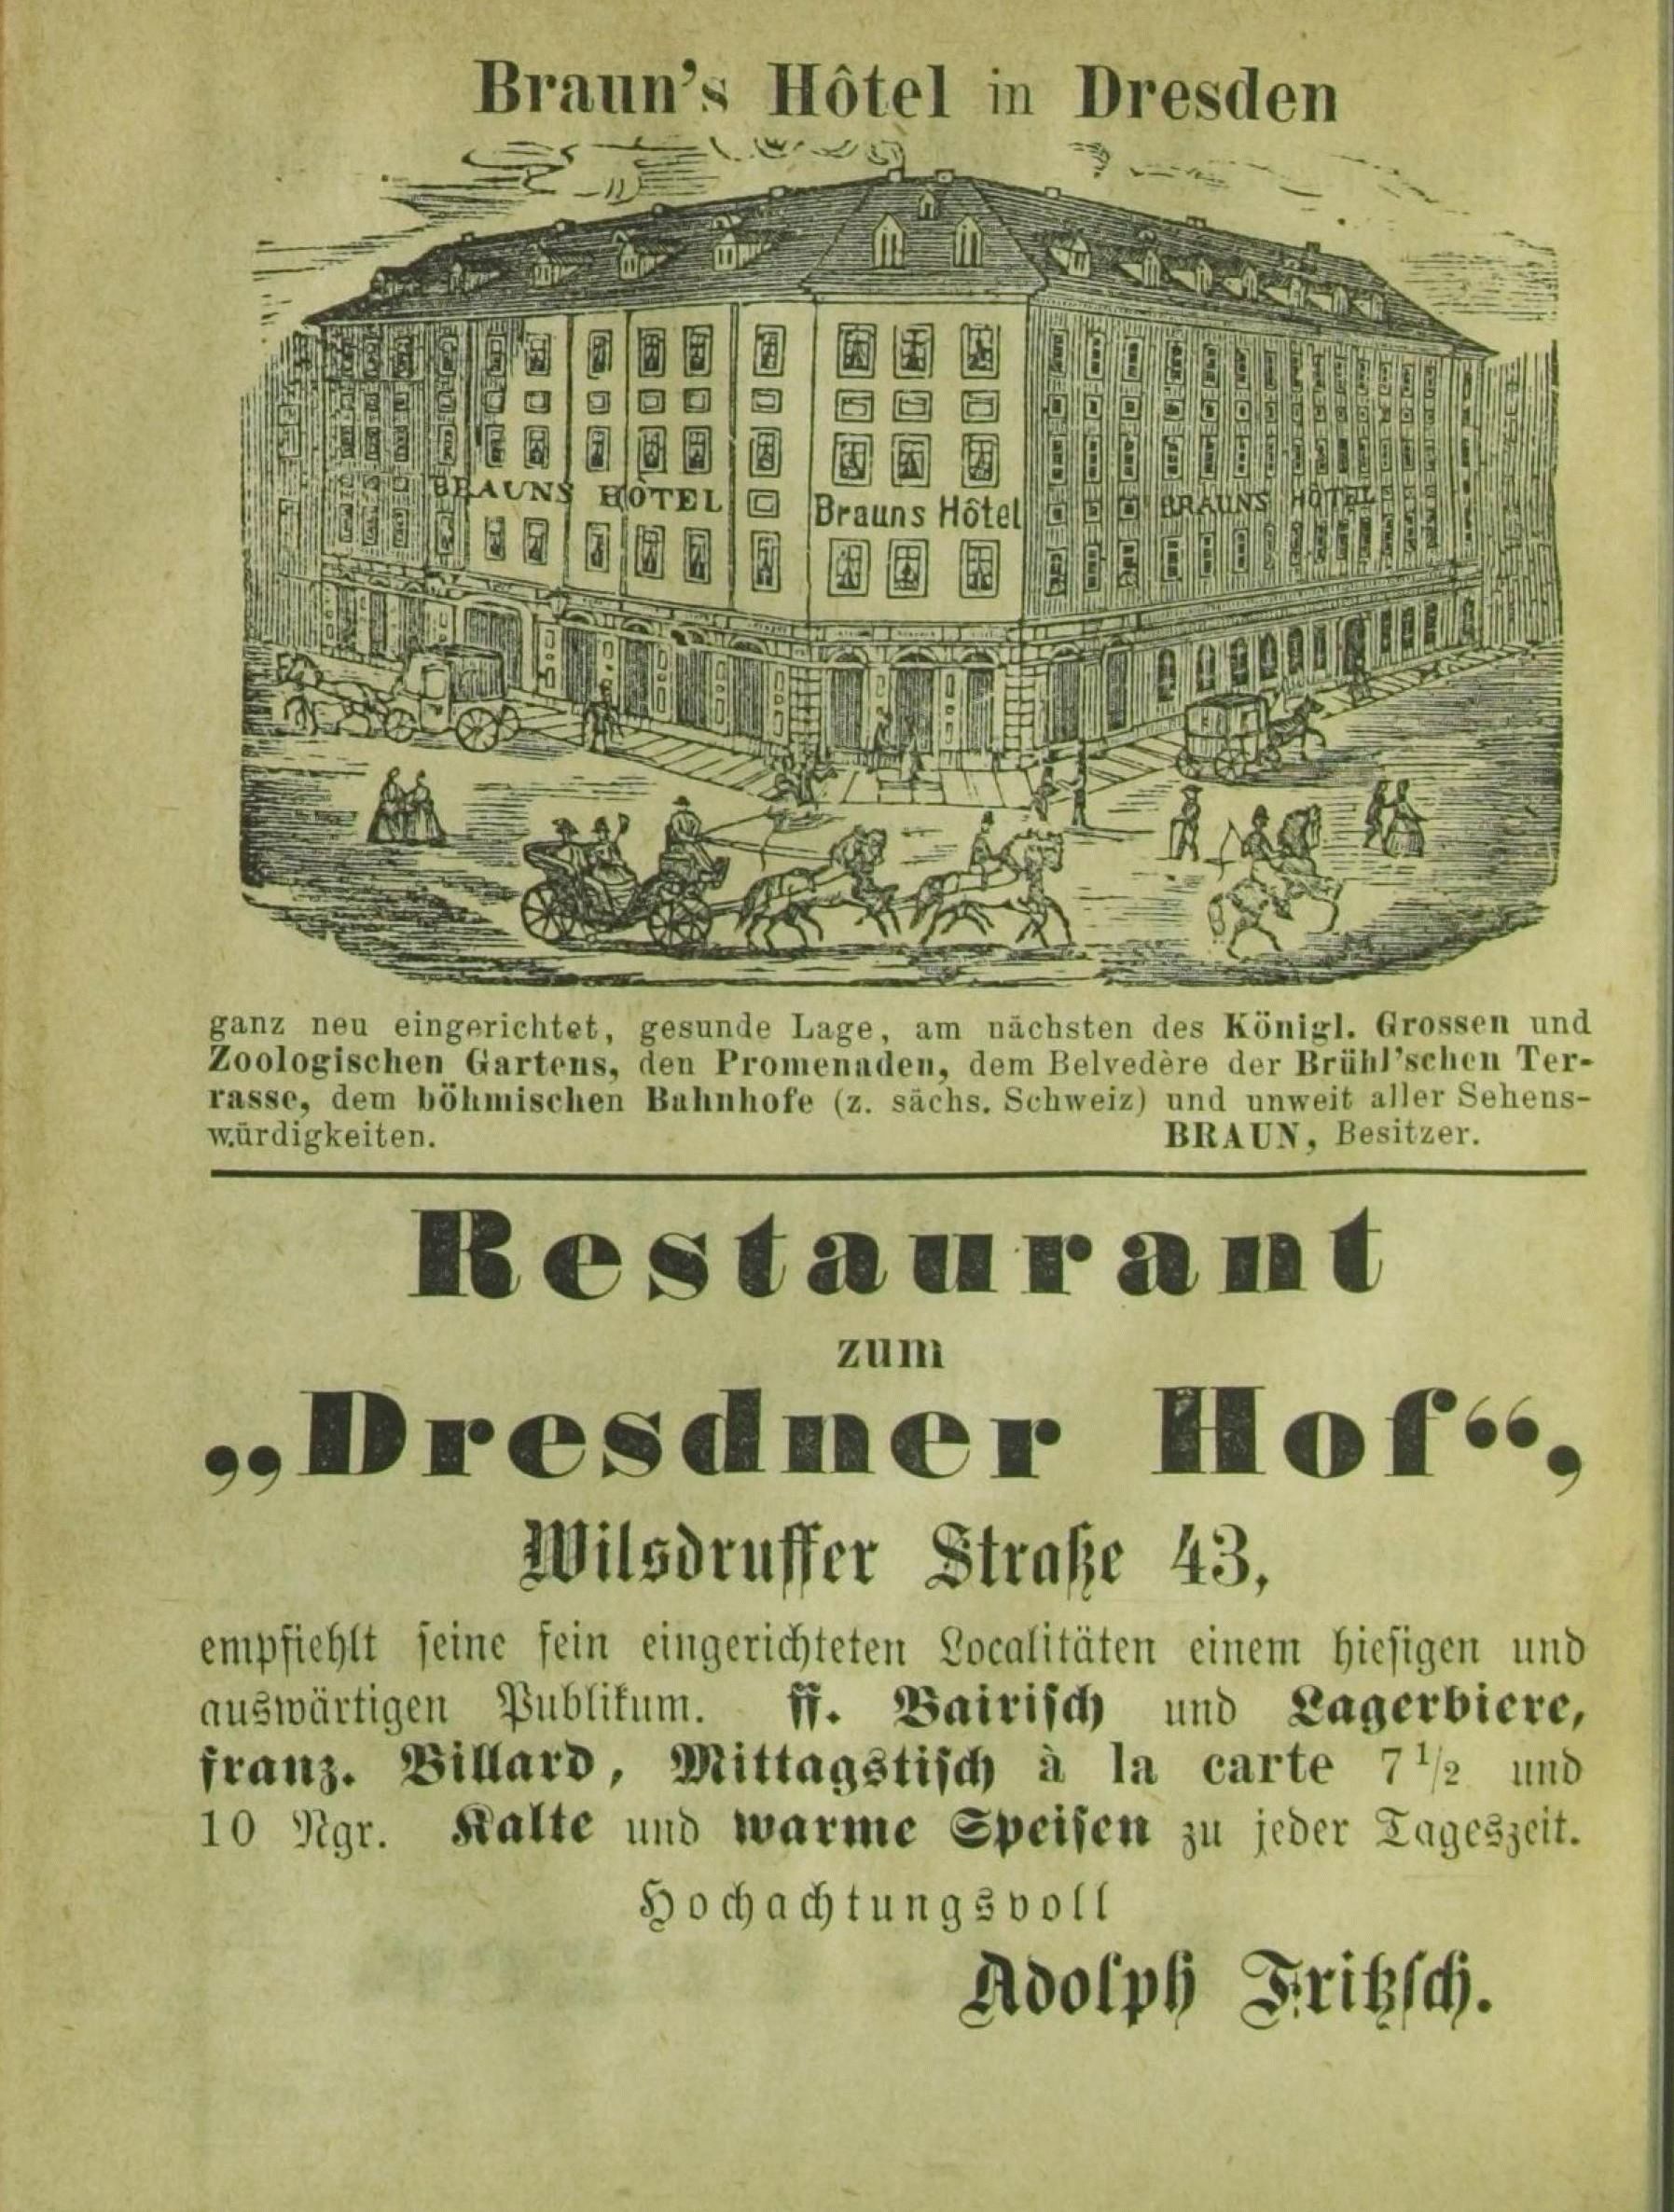 Braun's Hôtel in Dresden
BRAUNS HÔTEL
Brauns Hôtel
BRAUNS HÔTEL
ganz neu eingerichtet, gesunde Lage, am nächsten des Königl. Grossen und
Zoologischen Gartens, den Promenaden, dem Belvedère der Brühl'schen Ter-
rasse, dem böhmischen Bahnhofe (z. sächs. Schweiz) und unweit aller Sehens-
würdigkeiten. BRAUN, Besitzer.
Restaurant
zum
„Dresdner Hof“,
Wilsdruffer Straße 43,
empfiehlt seine fein eingerichteten Localitäten einem hiesigen und
auswärtigen Publikum. ff. Bairisch und Lagerbiere,
franz. Billard, Mittagstisch à la carte 7 1/2 und
10 Ngr. Kalte und warme Speisen zu jeder Tageszeit.
Hochachtungsvoll
Adolph Fritzsch.